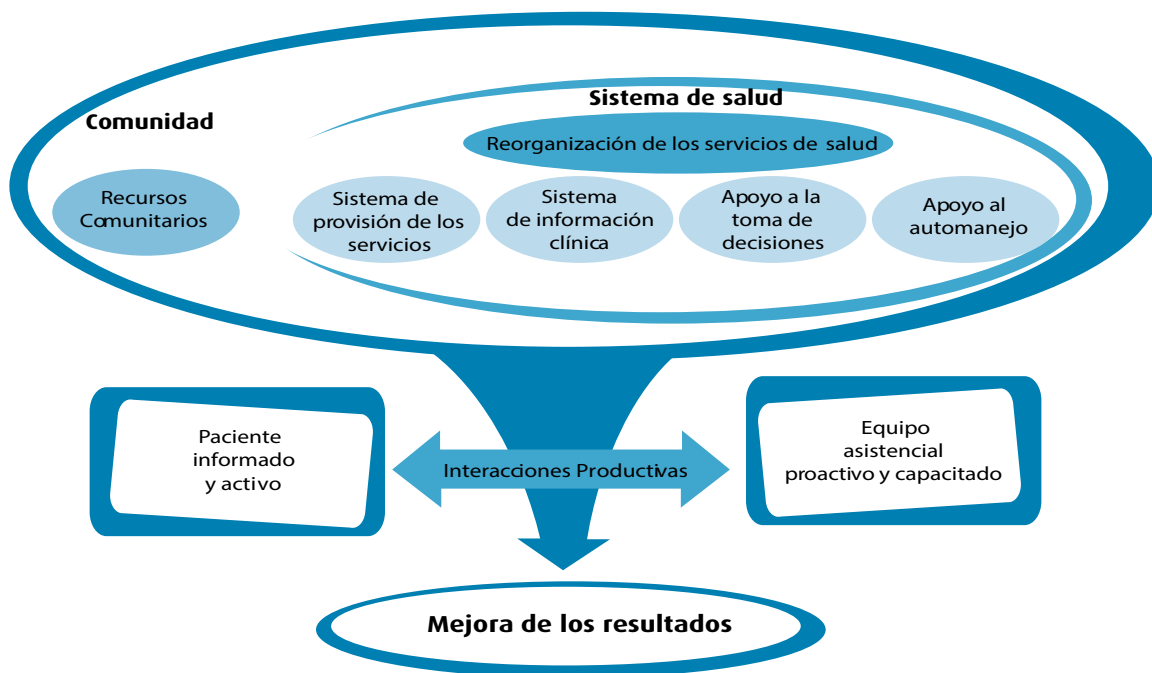 Comunidad
Sistema de salud
Reorganización de los servicios de salud
Recursos
Comunitarios
Sistema de
provisión de los
servicios
Sistema
de información
clínica
Apoyo a la
toma de
decisiones
Apoyo al
automanejo
Paciente
informado
y activo
Interacciones Productivas
Equipo
asistencial
proactivo y capacitado
Mejora de los resultados